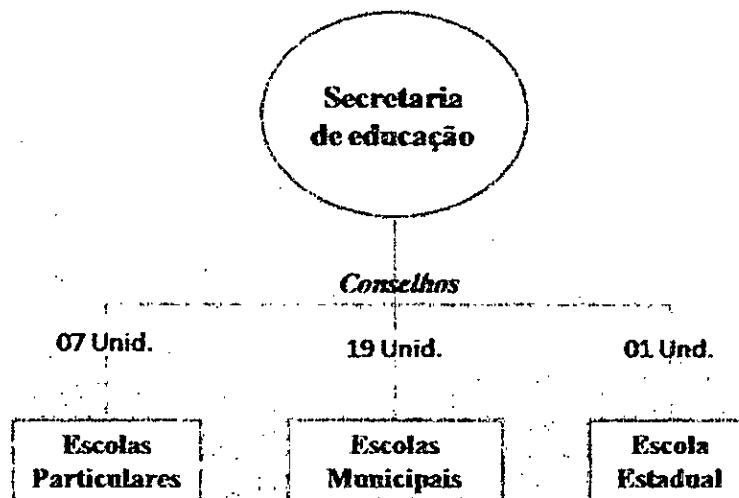 Secretaria
de educação
Conselhos
07 Unid.
19 Unid.
01 Und.
Escolas
Particulares
Escolas
Municipais
Escola
Estadual